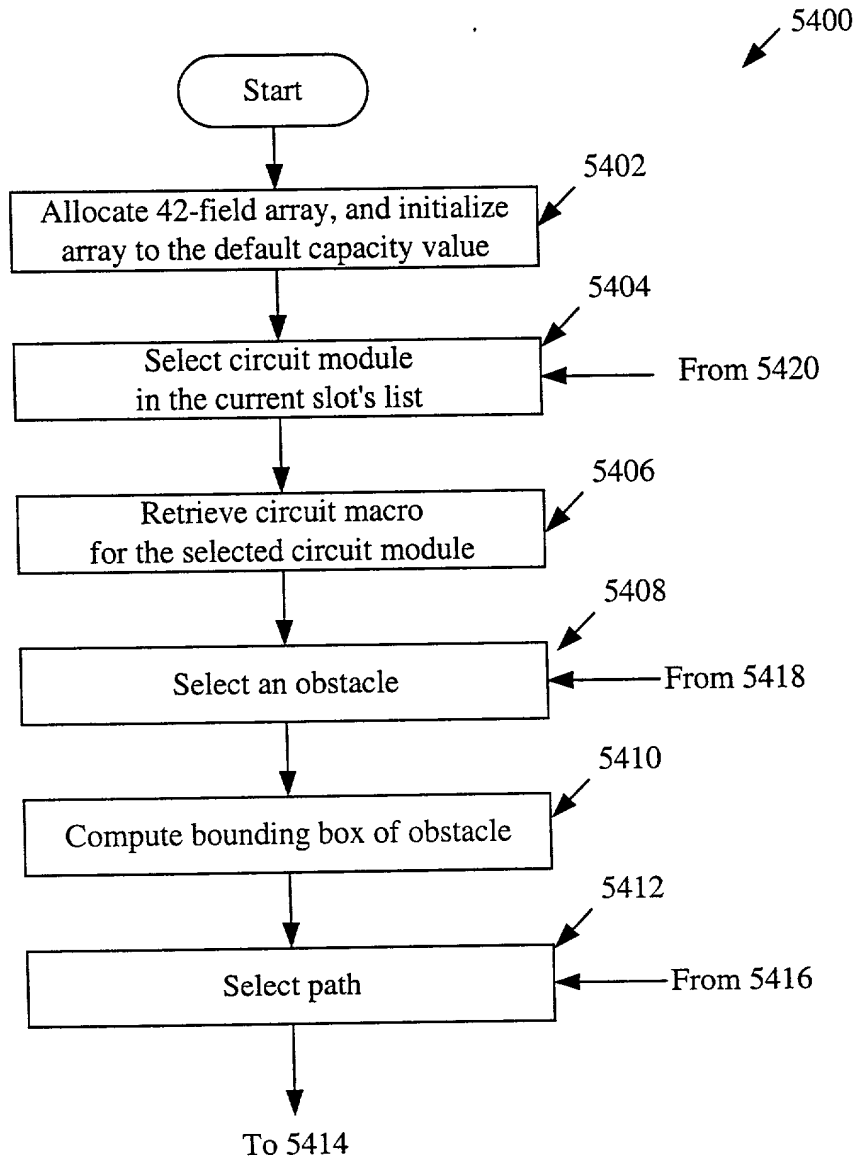 5400
Start
5402
Allocate 42-field array, and initialize
array to the default capacity value
5404
Select circuit module
in the current slot's list
From 5420
5406
Retrieve circuit macro
for the selected circuit module
5408
Select an obstacle
From 5418
5410
Compute bounding box of obstacle
5412
Select path
From 5416
To 5414